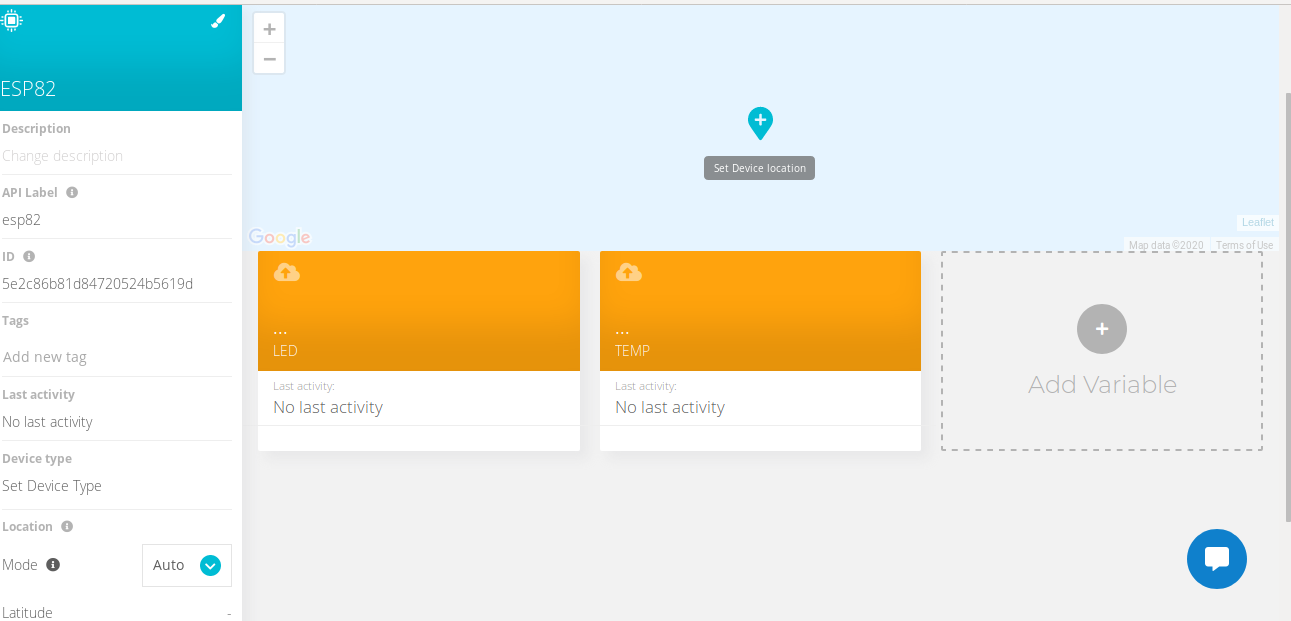 ESP82
Description
Change description
API Label
esp82
ID
5e2c86b81d84720524b5619d
Tags
Add new tag
Last activity
No last activity
Device type
Set Device Type
Location
Mode
Auto
Latitude
-
+
−
Set Device location
Google
Leaflet
Map data ©2020 Terms of Use
...
LED
Last activity:
No last activity
...
TEMP
Last activity:
No last activity
Add Variable